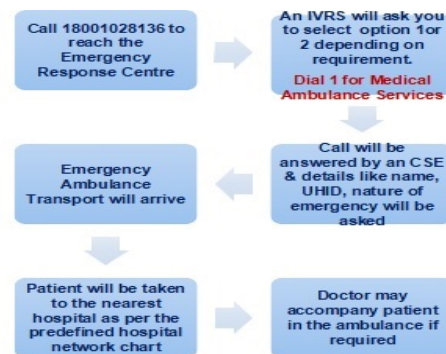 Call 18001028136 to
reach the
Emergency
Response Centre
An IVRS will ask you
to select option 1or
2 depending on
requirement.
Dial 1 for Medical
Ambulance Services
Call will be
answered by an CSE
& details like name,
UHID, nature of
emergency will be
asked
Emergency
Ambulance
Transport will arrive
Patient will be taken
to the nearest
hospital as per the
predefined hospital
network chart
Doctor may
accompany patient
in the ambulance if
required